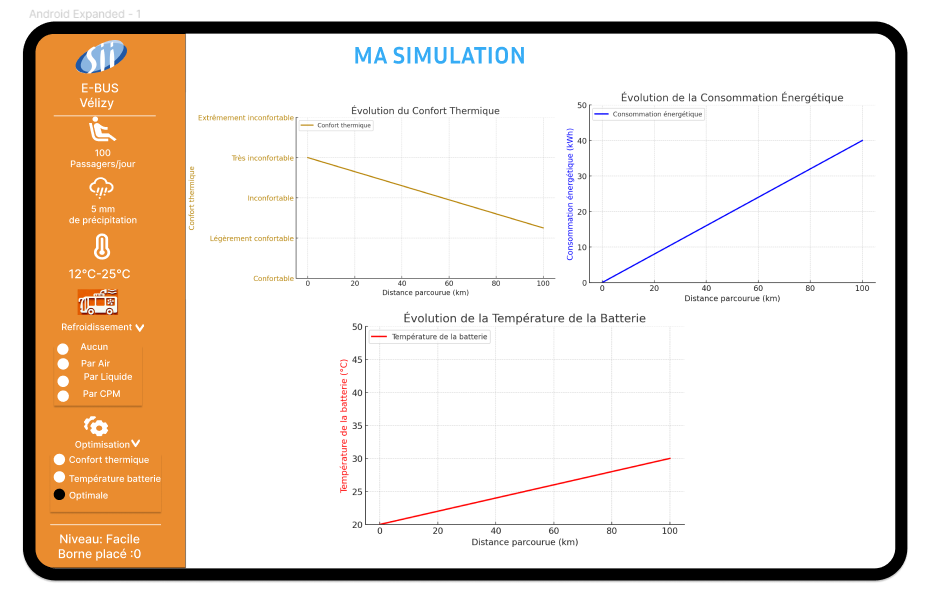 Android Expanded - 1
sii
E-BUS
Vélizy
100
Passagers/jour
5 mm
de précipitation
12°C-25°C
Refroidissement
Aucun
Par Air
Par Liquide
Par CPM
Optimisation
Confort thermique
Température batterie
Optimale
Niveau: Facile
Borne placé :0
MA SIMULATION
Évolution du Confort Thermique
Confort thermique
Confort thermique
Extrêmement inconfortable
Très inconfortable
Inconfortable
Légèrement confortable
Confortable
0 20 40 60 80 100
Distance parcourue (km)
Évolution de la Consommation Énergétique
Consommation énergétique
Consommation énergétique (kWh)
50
40
30
20
10
0
0 20 40 60 80 100
Distance parcourue (km)
Évolution de la Température de la Batterie
Température de la batterie
Température de la batterie (°C)
50
45
40
35
30
25
20
0 20 40 60 80 100
Distance parcourue (km)